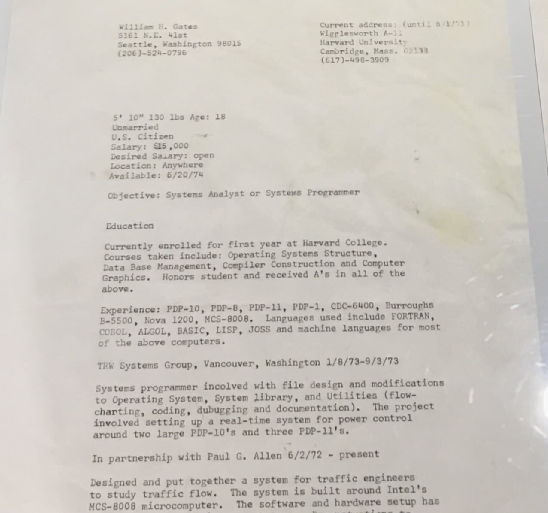 William H. Gates
5161 N.E. 41st
Seattle, Washington 98015
(206)-524-0796
Current address: (until
Wigglesworth
Harvard University
Cambridge, Mass.
(617)-498-3909
5' 10" 130 lbs Age: 18
Unmarried
U.S. Citizen
Salary: $15,000
Desired Salary: open
Location: Anywhere
Available: 6/20/74
Objective: Systems Analyst or Systems Programmer
Education
Currently enrolled for first year at Harvard College.
Courses taken include: Operating Systems Structure,
Data Base Management, Compiler Construction and Computer
Graphics.  Honors student and received A's in all of the
above.
Experience: PDP-10, PDP-8, PDP-11, PDP-1, CDC-6400, Burroughs
B-5500, Nova 1200, MCS-8008.  Languages used include FORTRAN,
COBOL, ALGOL, BASIC, LISP, JOSS and machine languages for most
of the above computers.
TRW Systems Group, Vancouver, Washington 1/8/73-9/3/73
Systems programmer incolved with file design and modifications
to Operating System, System library, and Utilities (flow-
charting, coding, dubugging and documentation).  The project
involved setting up a real-time system for power control
around two large PDP-10's and three PDP-11's.
In partnership with Paul G. Allen 6/2/72 - present
Designed and put together a system for traffic engineers
to study traffic flow.  The system is built around Intel's
MCS-8008 microcomputer.  The software and hardware setup has